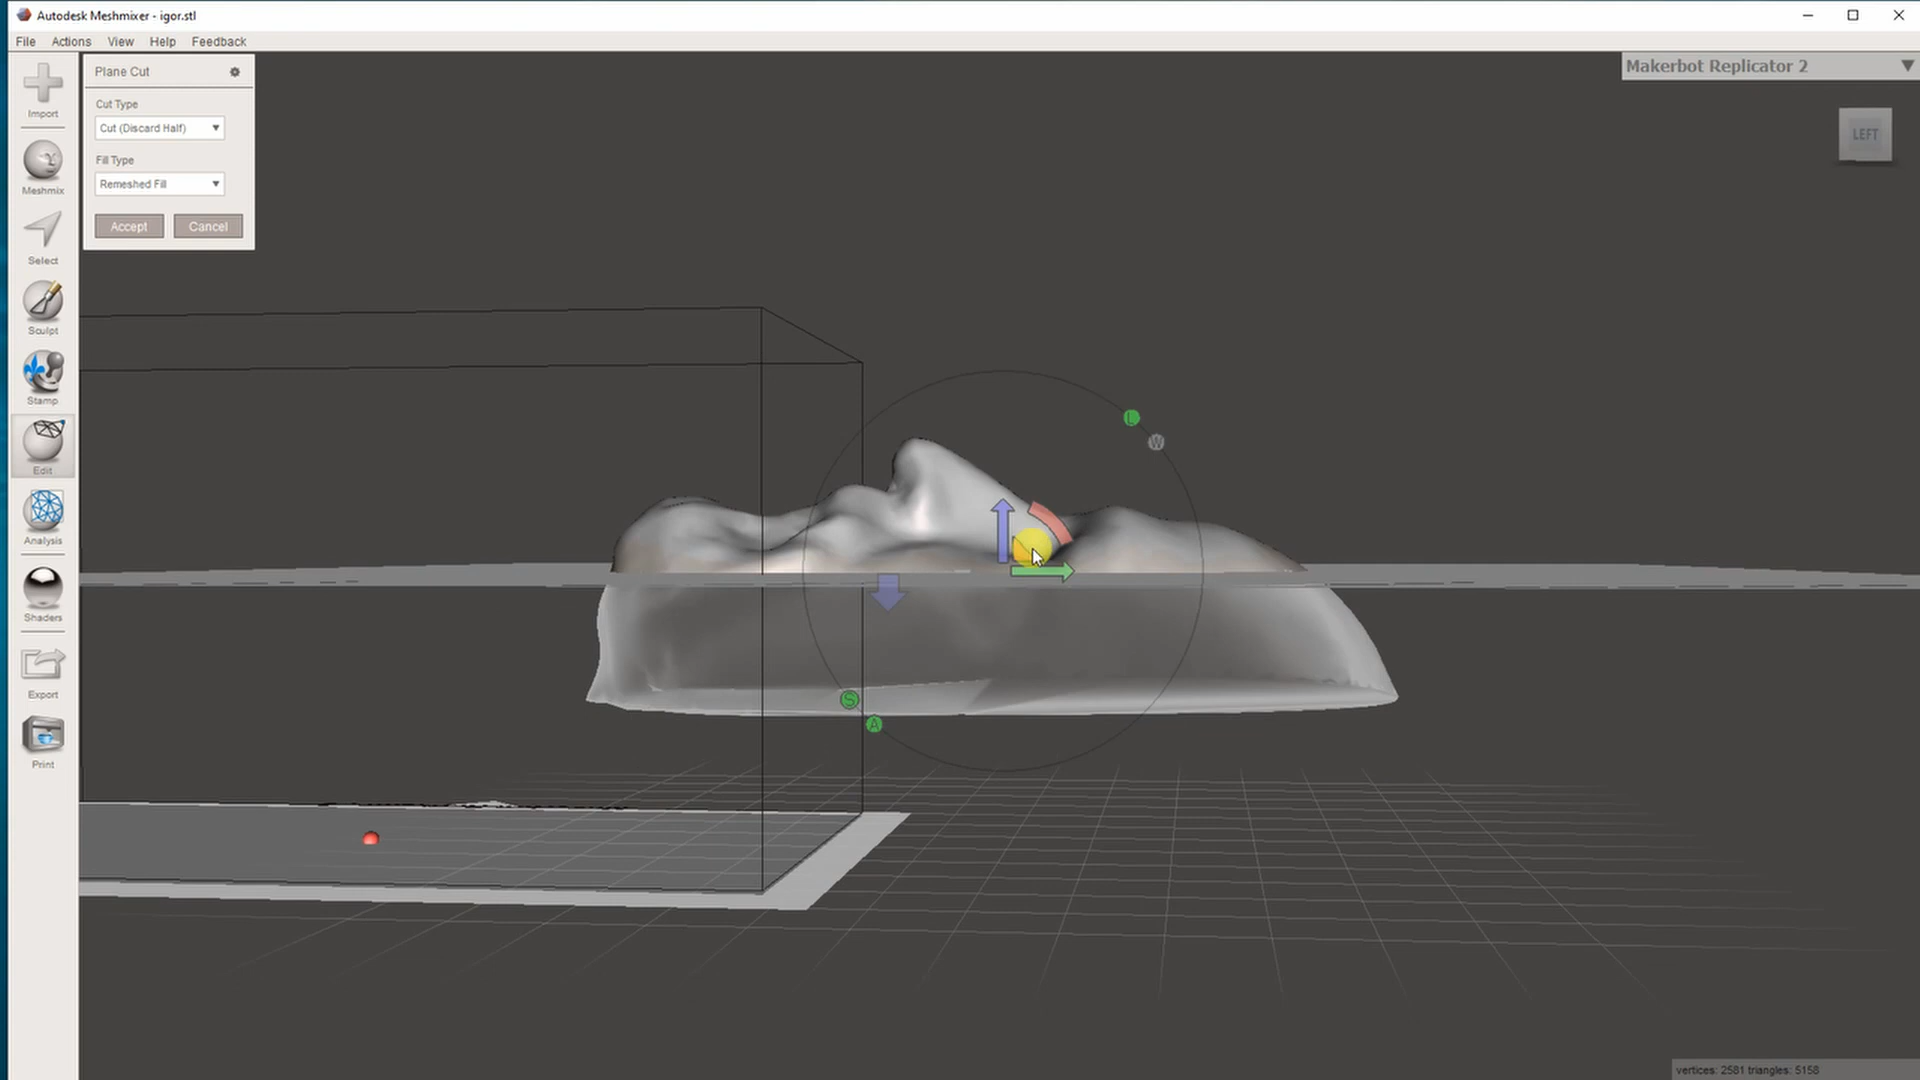 Autodesk Meshmixer - igor.stl
File Actions View Help Feedback
Plane Cut
Cut Type
Cut (Discard Half)
Fill Type
Remeshed Fill
Accept Cancel
Import
Meshmix
Select
Sculpt
Stamp
Edit
Analysis
Shaders
Export
Print
Makerbot Replicator 2
LEFT
L
W
S
A
vertices: 2581 triangles: 5158